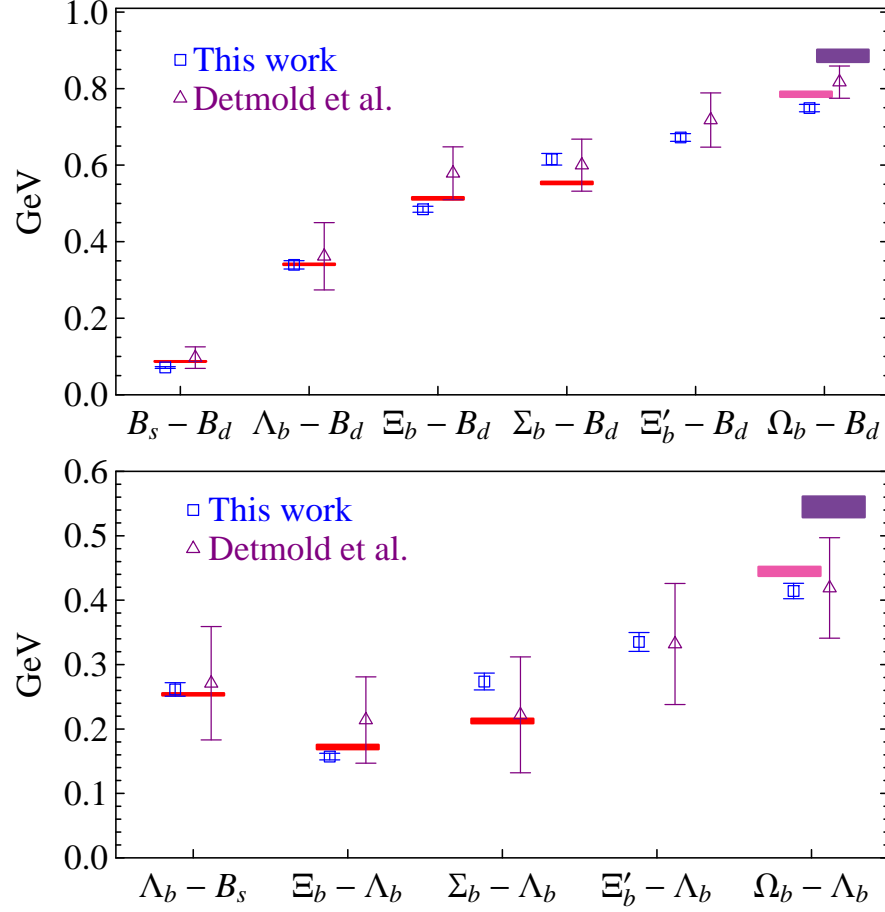 This work
Detmold et al.
GeV
1.0
0.8
0.6
0.4
0.2
0.0
B_s − B_d Λ_b − B_d Ξ_b − B_d Σ_b − B_d Ξ′_b − B_d Ω_b − B_d
This work
Detmold et al.
GeV
0.6
0.5
0.4
0.3
0.2
0.1
0.0
Λ_b − B_s Ξ_b − Λ_b Σ_b − Λ_b Ξ′_b − Λ_b Ω_b − Λ_b